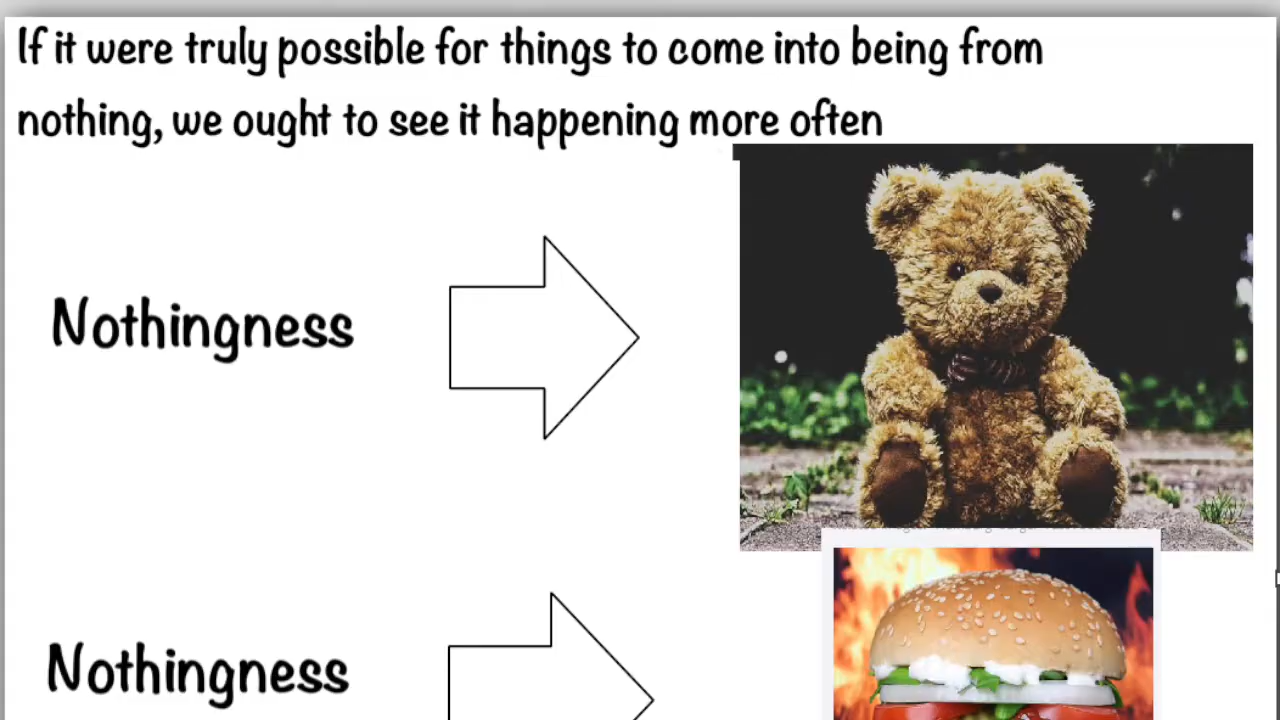 If it were truly possible for things to come into being from
nothing, we ought to see it happening more often
Nothingness
Nothingness